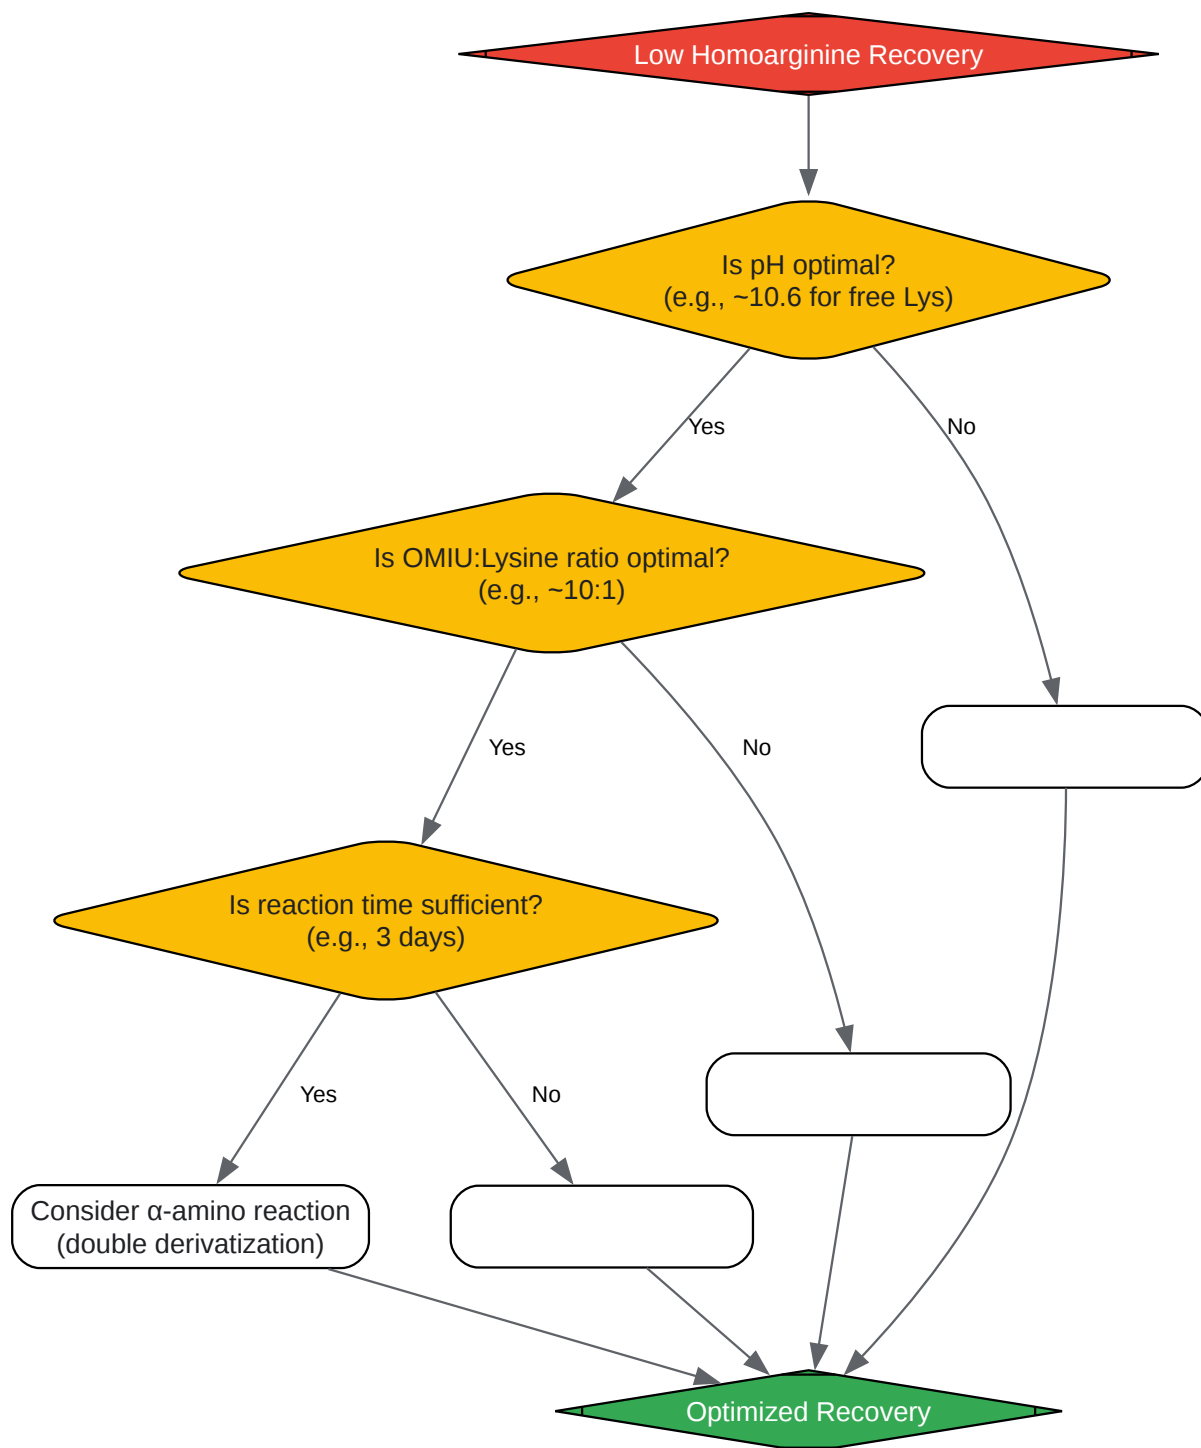 Low Homoarginine Recovery
Is pH optimal?
(e.g., ~10.6 for free Lys)
Yes
No
Is OMIU:Lysine ratio optimal?
(e.g., ~10:1)
Yes
No
Is reaction time sufficient?
(e.g., 3 days)
Yes
No
Consider α-amino reaction
(double derivatization)
Optimized Recovery